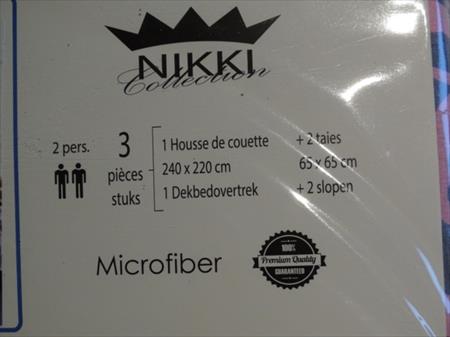 NIKKI
Collection
2 pers.
3
pièces
stuks
1 Housse de couette + 2 taies
240 x 220 cm 65 x 65 cm
1 Dekbedovertrek + 2 slopen
Microfiber
100%
Premium Quality
GUARANTEED